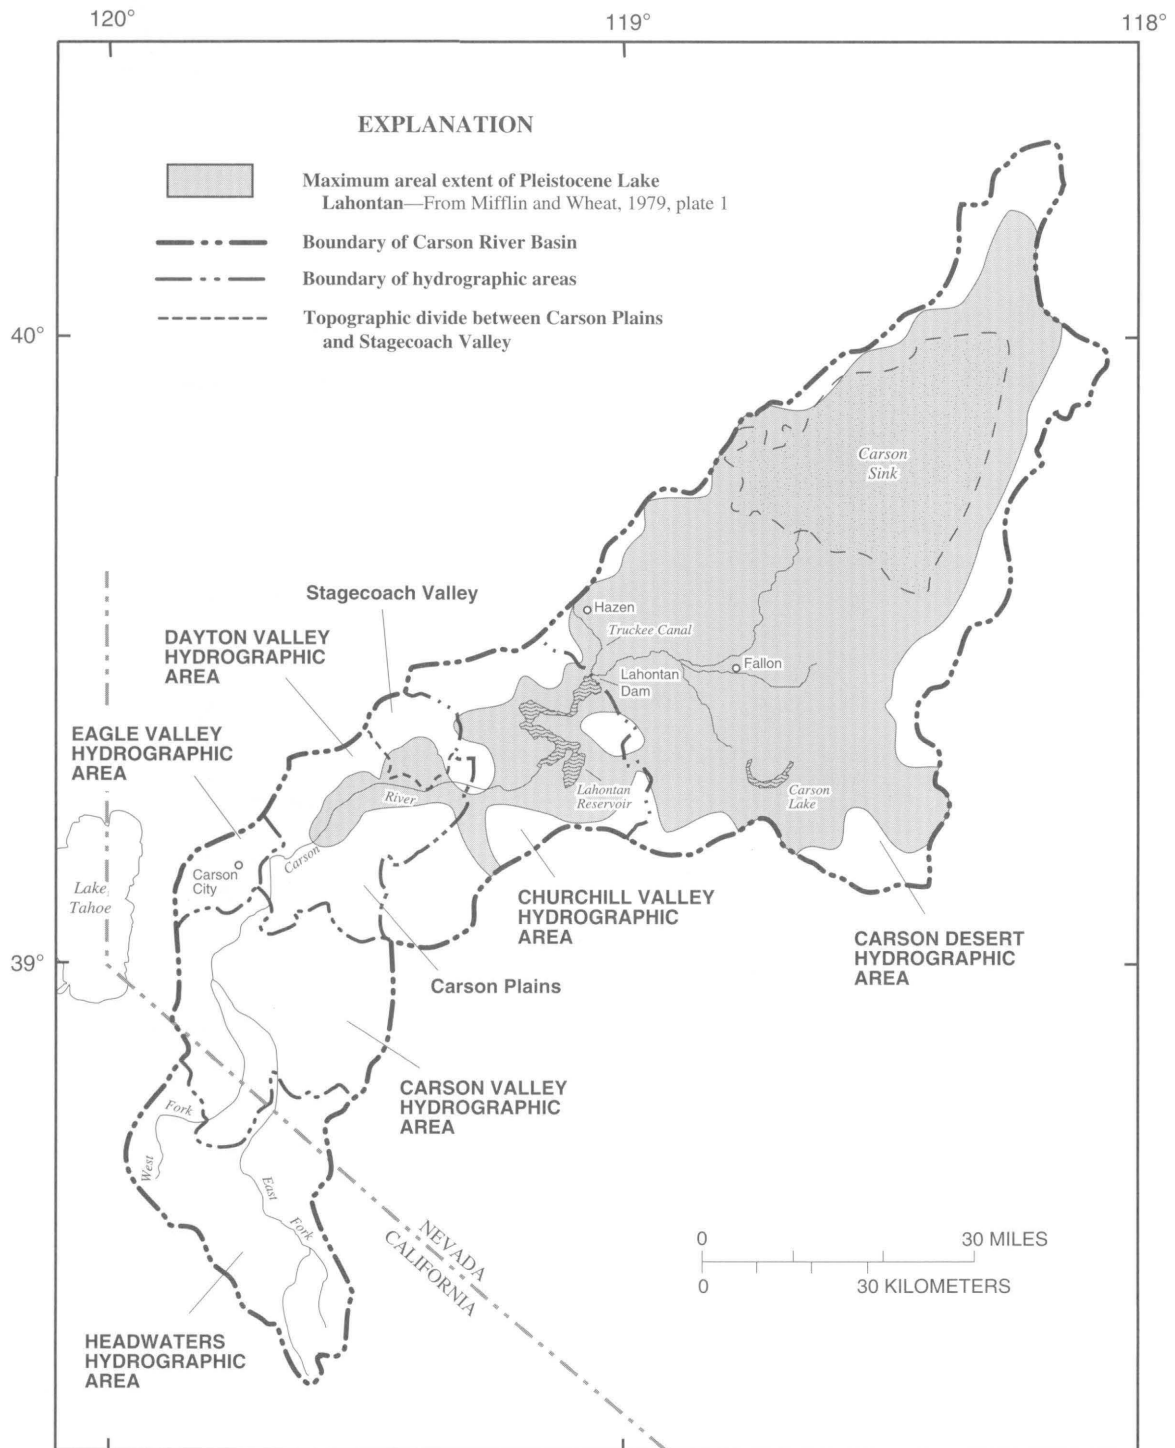 120°
119°
118°
EXPLANATION
Maximum areal extent of Pleistocene Lake
Lahontan—From Mifflin and Wheat, 1979, plate 1
Boundary of Carson River Basin
Boundary of hydrographic areas
Topographic divide between Carson Plains
and Stagecoach Valley
40°
Carson
Sink
Stagecoach Valley
Hazen
Truckee Canal
DAYTON VALLEY
HYDROGRAPHIC
AREA
Fallon
Lahontan
Dam
EAGLE VALLEY
HYDROGRAPHIC
AREA
Lahontan
Reservoir
Carson
Lake
River
Carson
Carson
City
Lake
Tahoe
CHURCHILL VALLEY
HYDROGRAPHIC
AREA
CARSON DESERT
HYDROGRAPHIC
AREA
39°
Carson Plains
CARSON VALLEY
HYDROGRAPHIC
AREA
Fork
West
East
Fork
NEVADA
CALIFORNIA
0
30 MILES
0
30 KILOMETERS
HEADWATERS
HYDROGRAPHIC
AREA